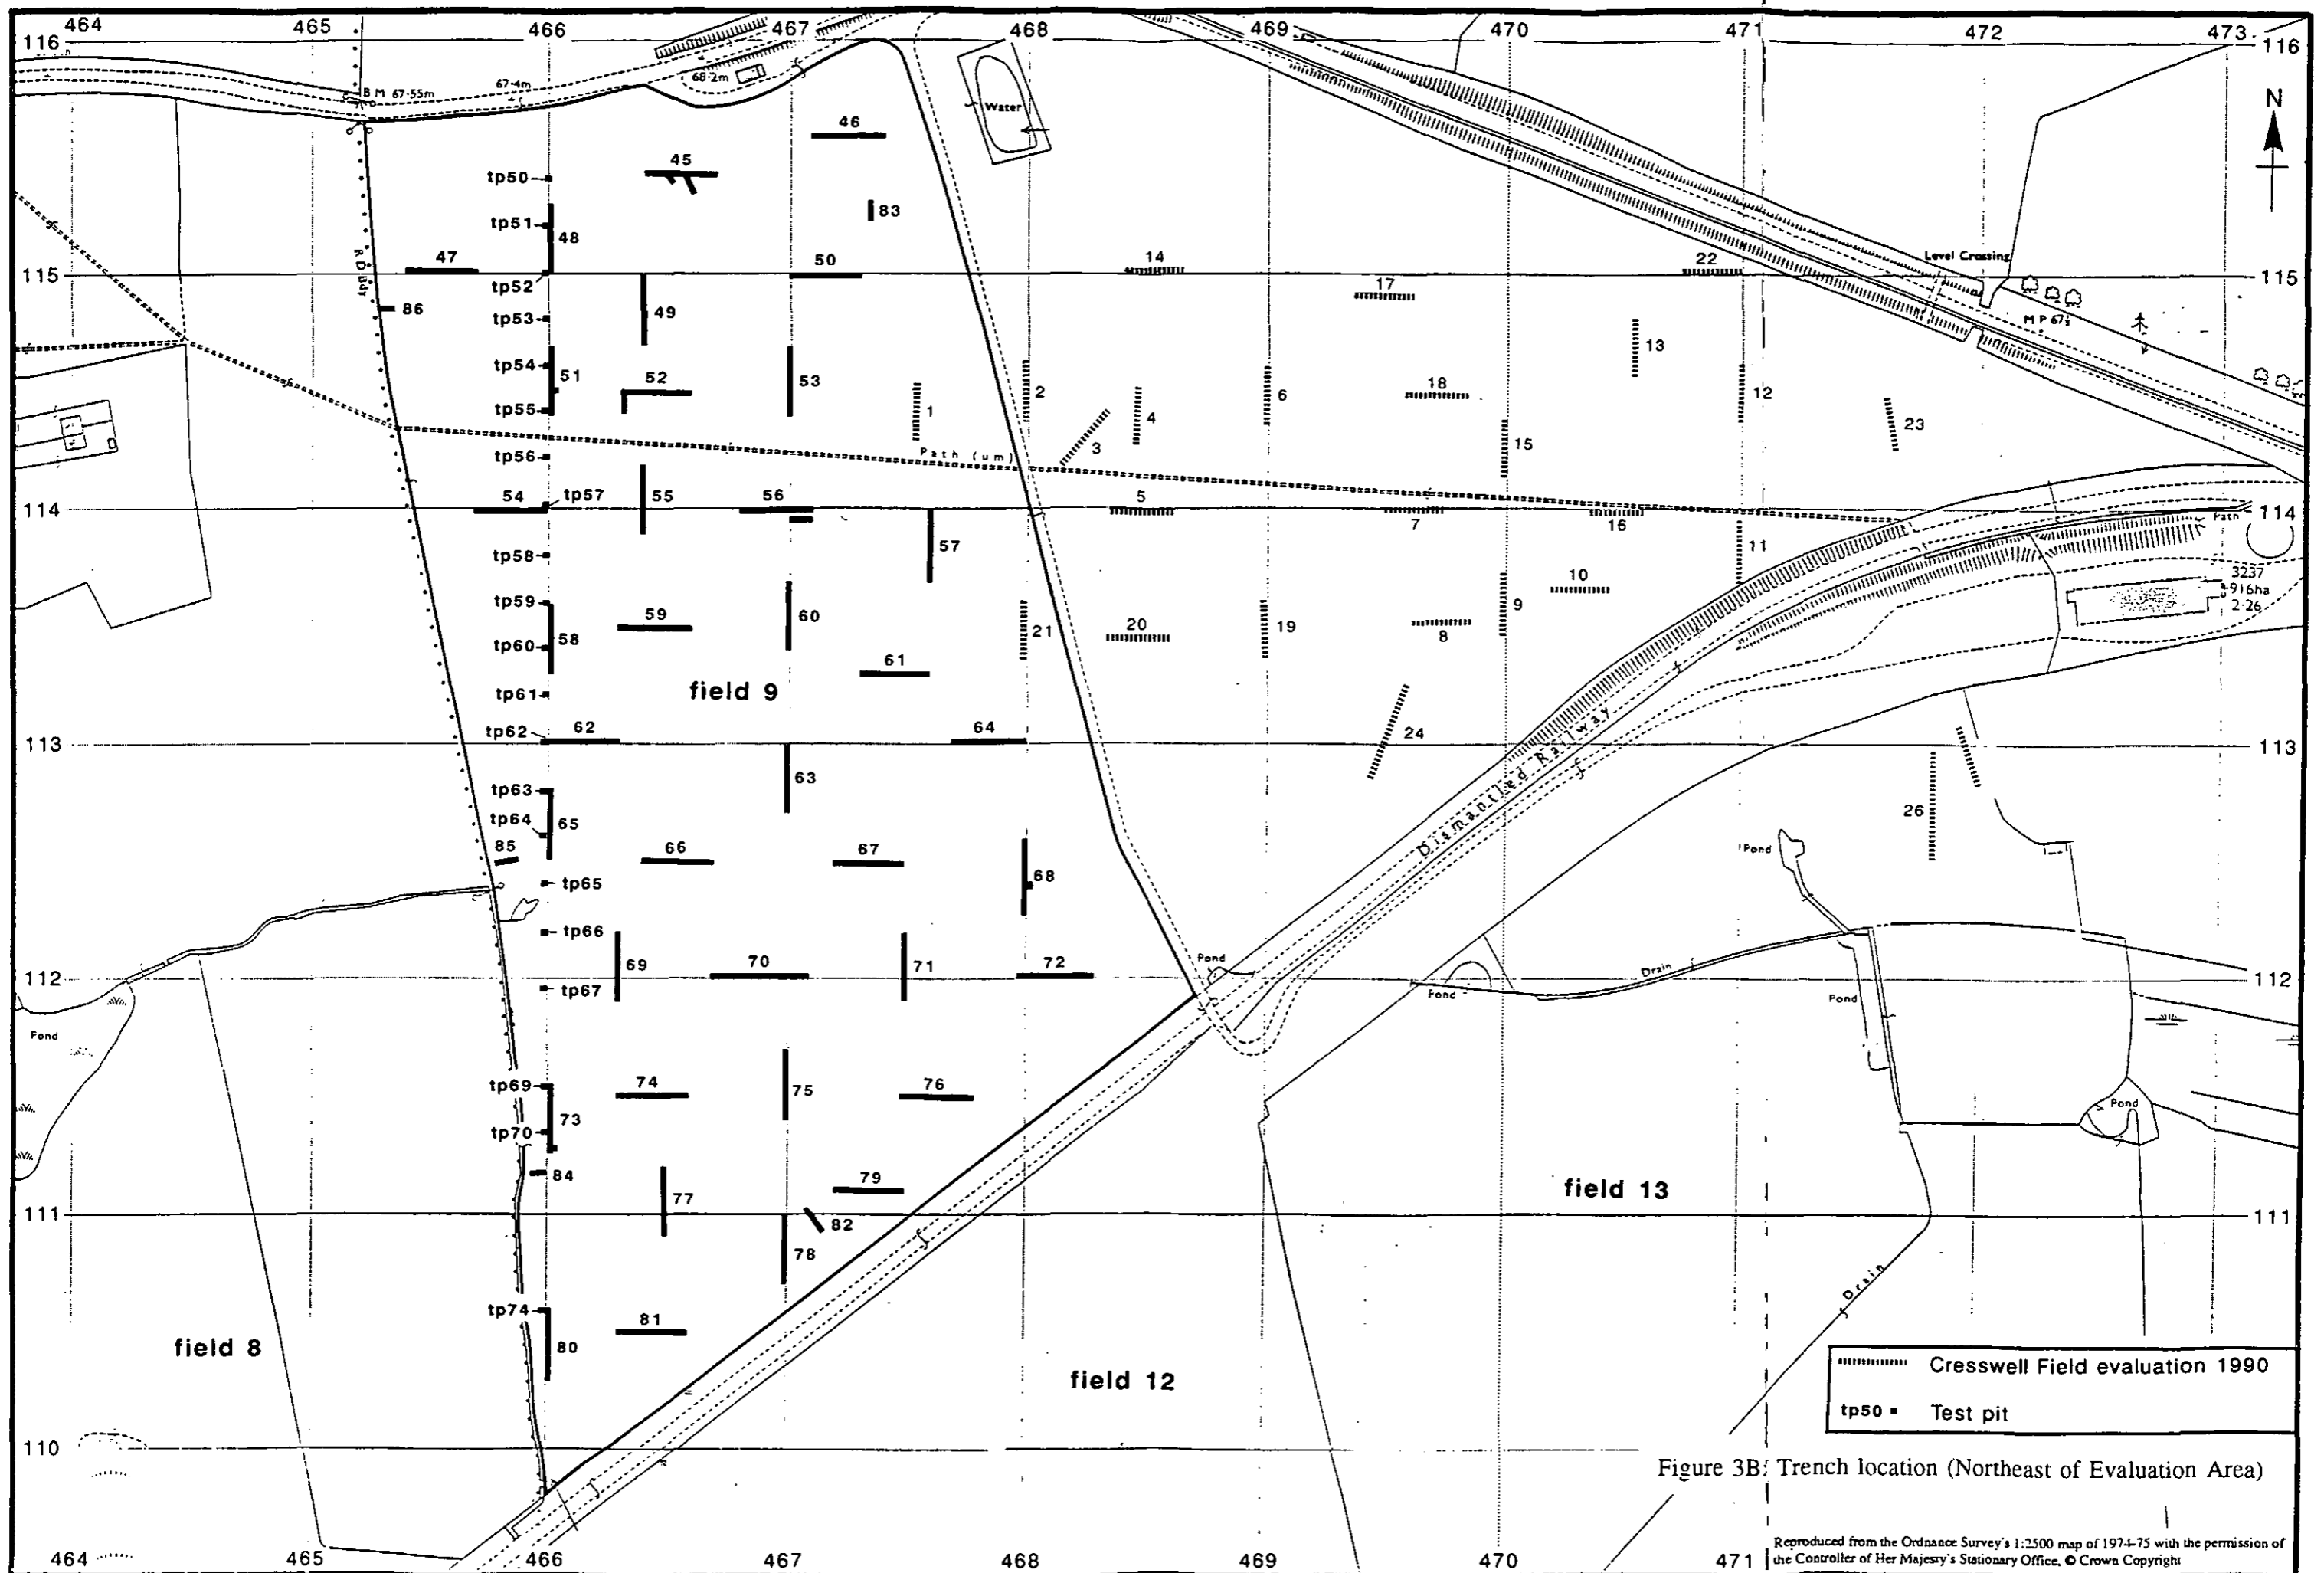 464 465 466 467 468 469 470 471 472 473
116 116
B M 67·55m
67·4m
68·2m
Water
N
46
45
tp50
83
tp51
48
R D Bdy
47
50
14
22
Level Crossing
115 115
tp52
17
86
49
tp53
M P 67½
13
tp54
51
52
53
2
6
18
12
1
4
23
tp55
3
15
Path (um)
tp56
54
tp57
55
56
5
114 114
7
16
Path
57
11
tp58
10
3237
·916ha
2·26
tp59
59
60
9
58
21
20
19
8
tp60
61
tp61
field 9
24
tp62
62
64
113 113
Dismantled Railway
63
tp63
26
tp64
65
85
66
67
Pond
68
tp65
tp66
69
70
71
72
Pond
Drain
112 112
tp67
Pond
Pond
Pond
tp69
74
75
76
73
Pond
tp70
84
79
77
field 13
111 111
82
78
Drain
tp74
81
80
field 8
field 12
Cresswell Field evaluation 1990
tp50 Test pit
110
Figure 3B: Trench location (Northeast of Evaluation Area)
464 465 466 467 468 469 470 471
Reproduced from the Ordnance Survey's 1:2500 map of 1974-75 with the permission of
the Controller of Her Majesty's Stationary Office, © Crown Copyright